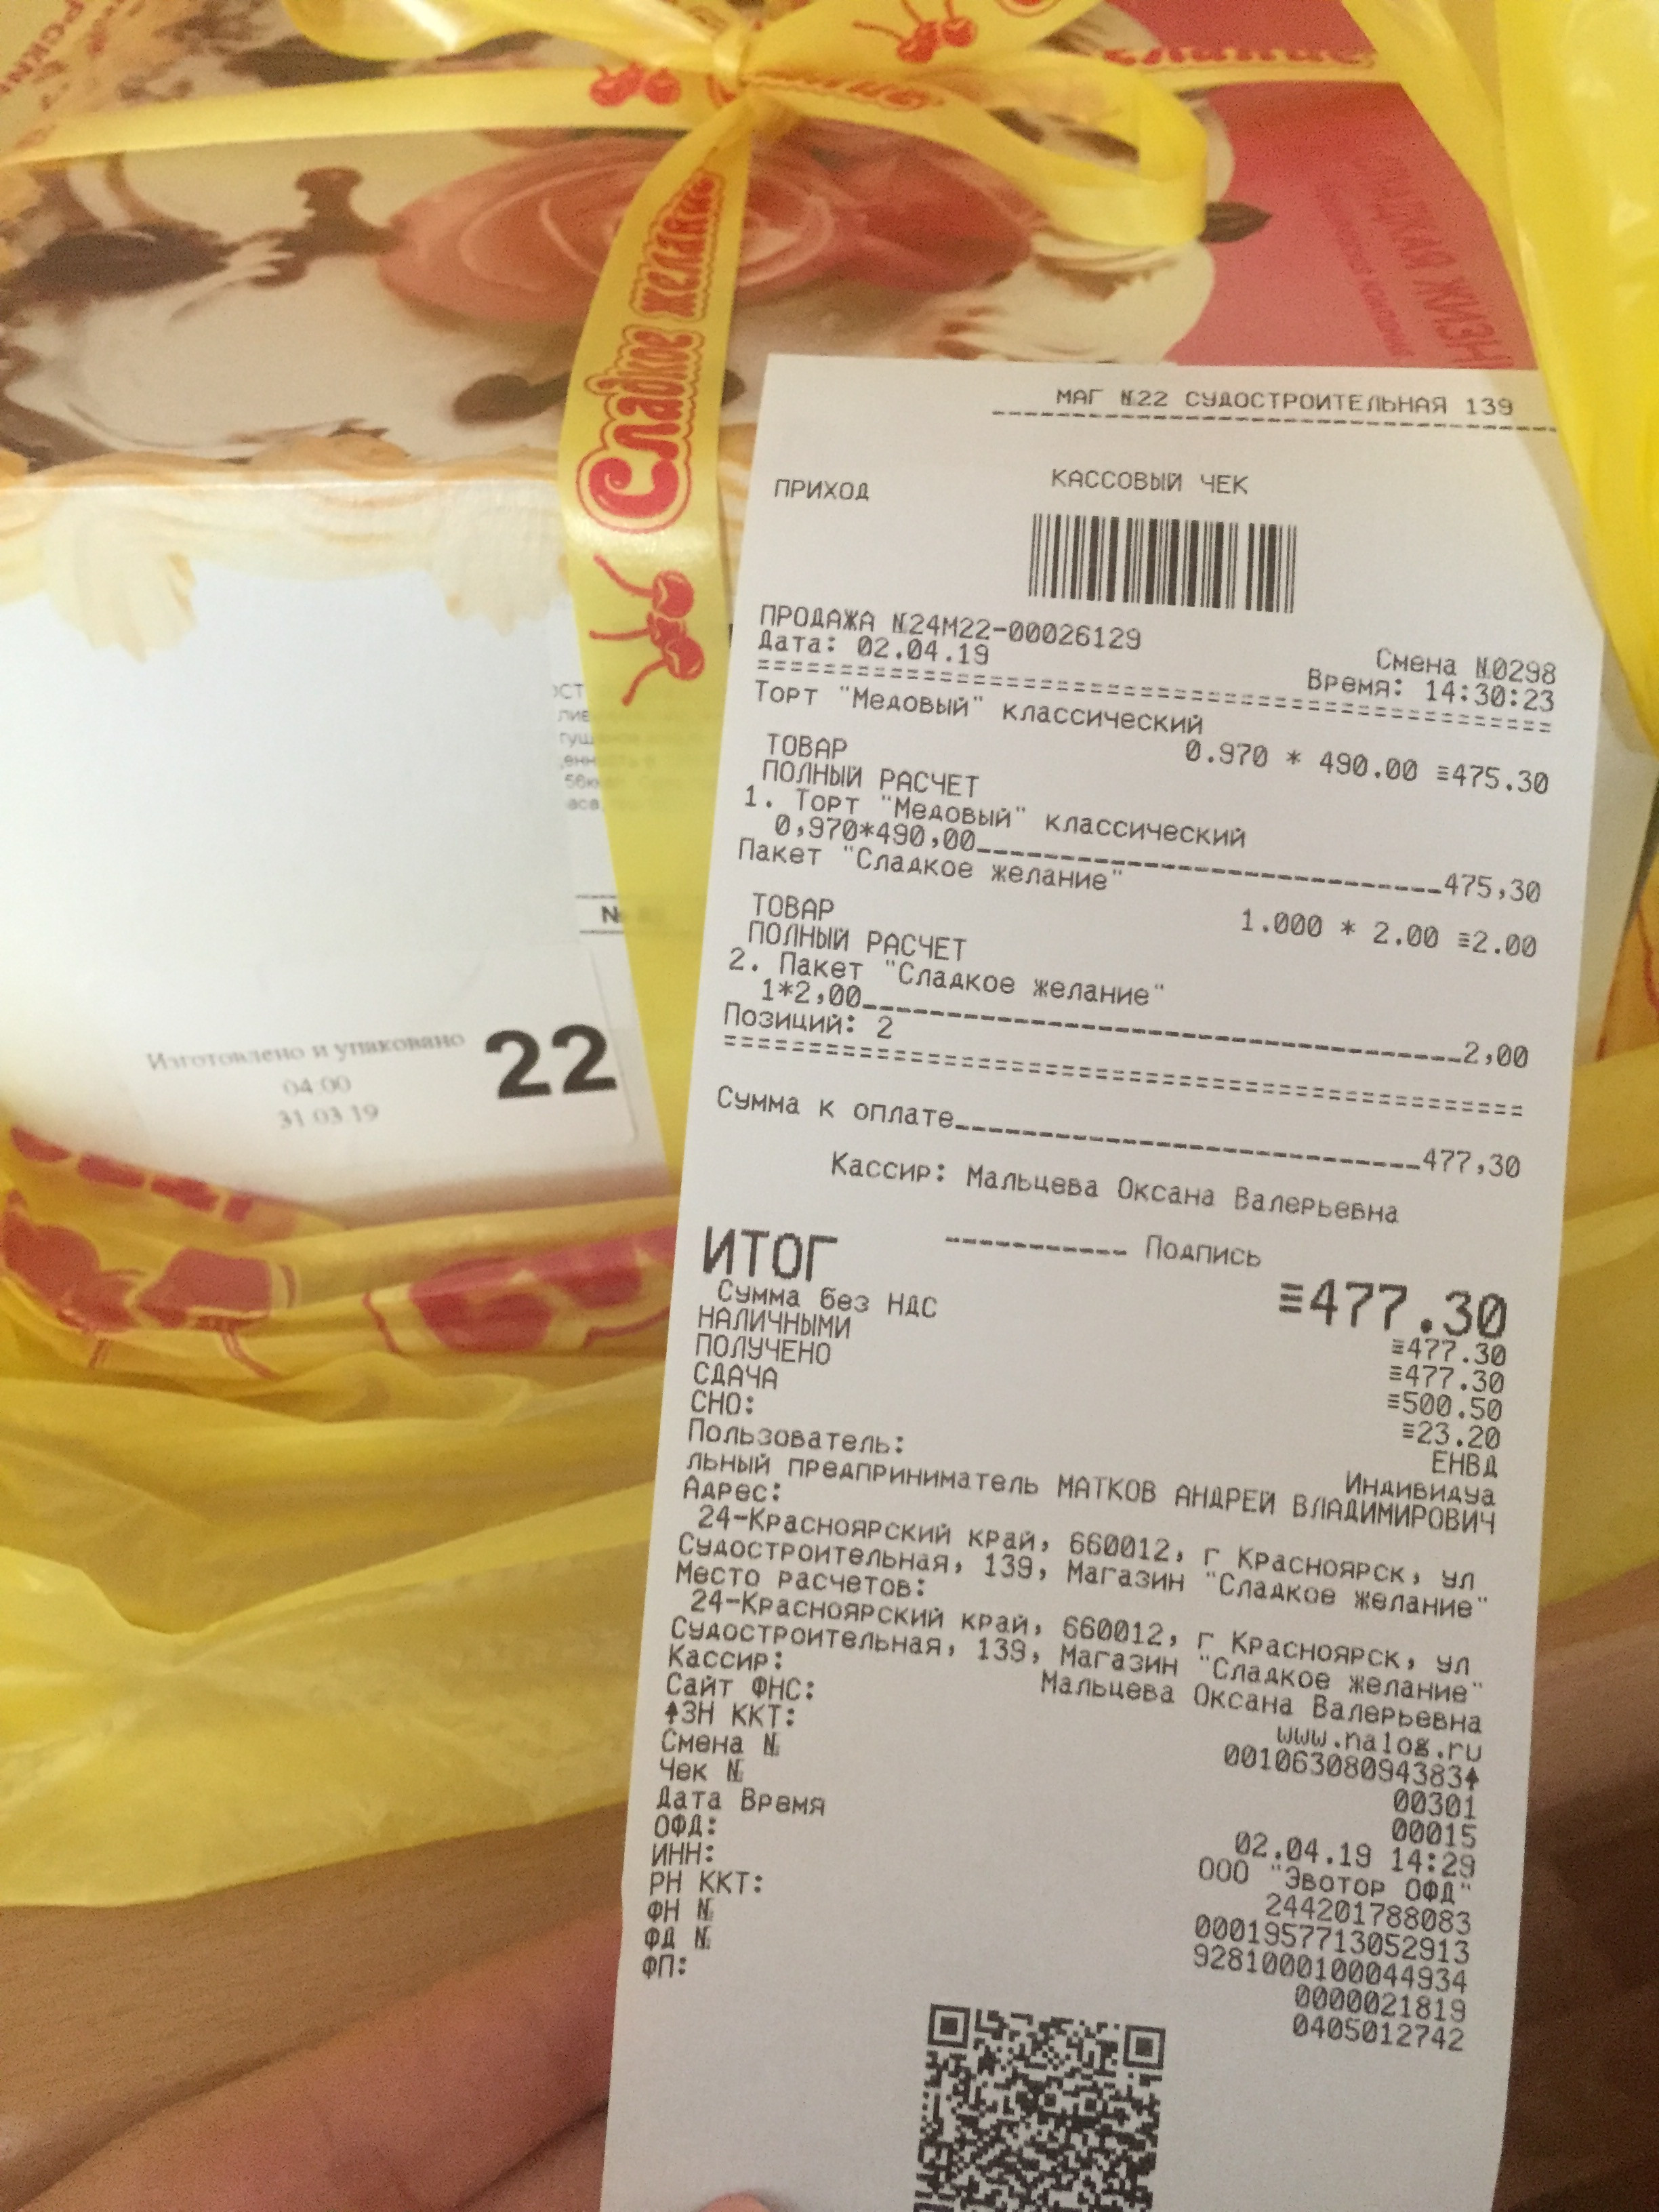 Сладкое желание
СЛАДКАЯ ЖИЗНЬ
МАГ №22 СУДОСТРОИТЕЛЬНАЯ 139
КАССОВЫЙ ЧЕК
ПРИХОД
ПРОДАЖА №24М22-00026129
Смена №0298
Дата: 02.04.19 Время: 14:30:23
Торт "Медовый" классический
0.970 * 490.00 ≡475.30
ТОВАР
ПОЛНЫЙ РАСЧЕТ
1. Торт "Медовый" классический
0,970*490,00 475,30
Пакет "Сладкое желание"
1.000 * 2.00 ≡2.00
ТОВАР
ПОЛНЫЙ РАСЧЕТ
2. Пакет "Сладкое желание"
1*2,00 2,00
Позиций: 2
Сумма к оплате 477,30
Кассир: Мальцева Оксана Валерьевна
Подпись
ИТОГ ≡477.30
Сумма без НДС ≡477.30
НАЛИЧНЫМИ ≡477.30
ПОЛУЧЕНО ≡500.50
СДАЧА ≡23.20
СНО: ЕНВД
Пользователь: Индивидуа
льный предприниматель МАТКОВ АНДРЕЙ ВЛАДИМИРОВИЧ
Адрес:
24-Красноярский край, 660012, г Красноярск, ул
Судостроительная, 139, Магазин "Сладкое желание"
Место расчетов:
24-Красноярский край, 660012, г Красноярск, ул
Судостроительная, 139, Магазин "Сладкое желание"
Кассир: Мальцева Оксана Валерьевна
Сайт ФНС: www.nalog.ru
ЗН ККТ: 00106308094383
Смена № 00301
Чек № 00015
Дата Время 02.04.19 14:29
ОФД: ООО "Эвотор ОФД"
ИНН: 244201788083
РН ККТ: 0001957713052913
ФН № 9281000100044934
ФД № 0000021819
ФП: 0405012742
№
Изготовлено и упаковано
04:00
31.03.19
22